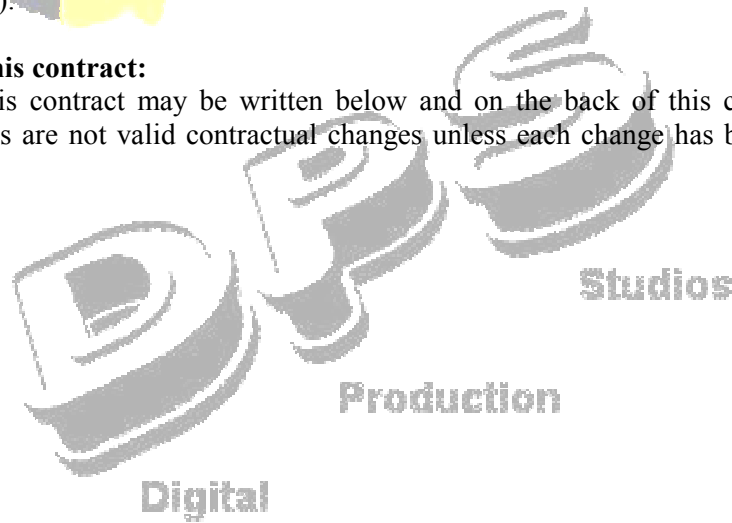 ).
his contract:
is contract may be written below and on the back of this c
s are not valid contractual changes unless each change has b
DPS
Studios
Production
Digital